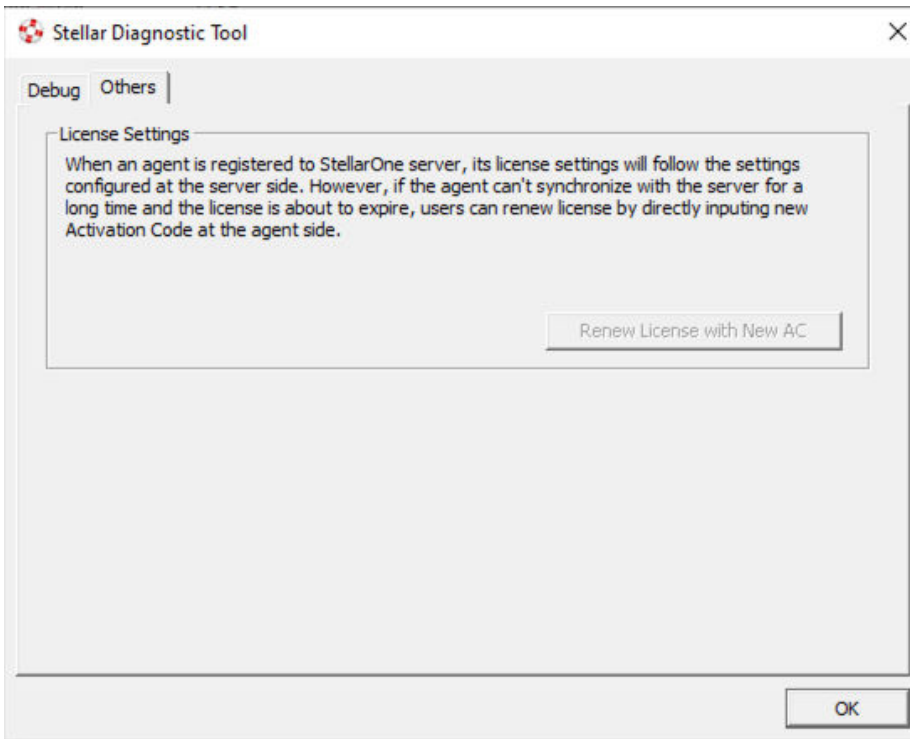 Stellar Diagnostic Tool
Debug
Others
License Settings
When an agent is registered to StellarOne server, its license settings will follow the settings
configured at the server side. However, if the agent can't synchronize with the server for a
long time and the license is about to expire, users can renew license by directly inputing new
Activation Code at the agent side.
Renew License with New AC
OK